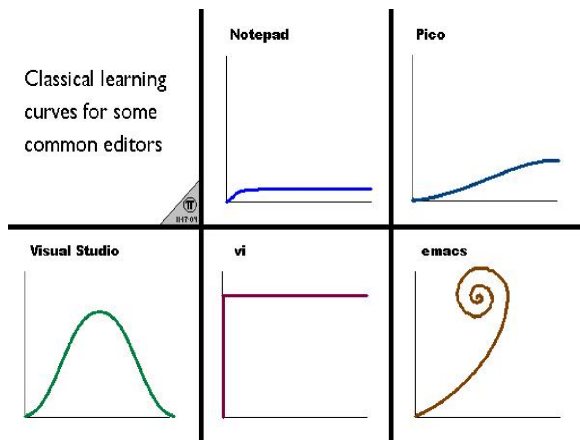 Classical learning
curves for some
common editors
Notepad
Pico
Visual Studio
vi
emacs